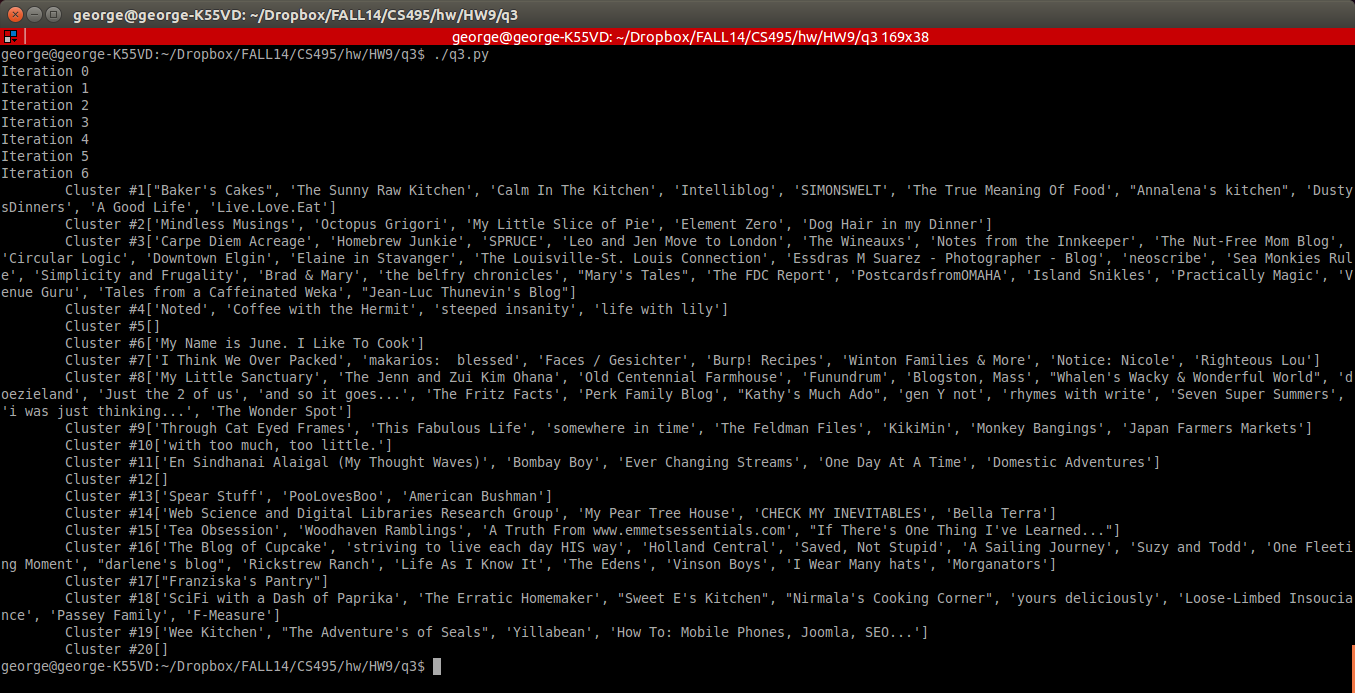 george@george-K55VD: ~/Dropbox/FALL14/CS495/hw/HW9/q3
george@george-K55VD: ~/Dropbox/FALL14/CS495/hw/HW9/q3 169x38
george@george-K55VD:~/Dropbox/FALL14/CS495/hw/HW9/q3$ ./q3.py
Iteration 0
Iteration 1
Iteration 2
Iteration 3
Iteration 4
Iteration 5
Iteration 6
Cluster #1["Baker's Cakes", 'The Sunny Raw Kitchen', 'Calm In The Kitchen', 'Intelliblog', 'SIMONSWELT', 'The True Meaning Of Food', "Annalena's kitchen", 'Dusty
sDinners', 'A Good Life', 'Live.Love.Eat']
Cluster #2['Mindless Musings', 'Octopus Grigori', 'My Little Slice of Pie', 'Element Zero', 'Dog Hair in my Dinner']
Cluster #3['Carpe Diem Acreage', 'Homebrew Junkie', 'SPRUCE', 'Leo and Jen Move to London', 'The Wineauxs', 'Notes from the Innkeeper', 'The Nut-Free Mom Blog',
'Circular Logic', 'Downtown Elgin', 'Elaine in Stavanger', 'The Louisville-St. Louis Connection', 'Essdras M Suarez - Photographer - Blog', 'neoscribe', 'Sea Monkies Rul
e', 'Simplicity and Frugality', 'Brad & Mary', 'the belfry chronicles', "Mary's Tales", 'The FDC Report', 'PostcardsfromOMAHA', 'Island Snikles', 'Practically Magic', 'V
enue Guru', 'Tales from a Caffeinated Weka', "Jean-Luc Thunevin's Blog"]
Cluster #4['Noted', 'Coffee with the Hermit', 'steeped insanity', 'life with lily']
Cluster #5[]
Cluster #6['My Name is June. I Like To Cook']
Cluster #7['I Think We Over Packed', 'makarios:  blessed', 'Faces / Gesichter', 'Burp! Recipes', 'Winton Families & More', 'Notice: Nicole', 'Righteous Lou']
Cluster #8['My Little Sanctuary', 'The Jenn and Zui Kim Ohana', 'Old Centennial Farmhouse', 'Funundrum', 'Blogston, Mass', "Whalen's Wacky & Wonderful World", 'd
oezieland', 'Just the 2 of us', 'and so it goes...', 'The Fritz Facts', 'Perk Family Blog', "Kathy's Much Ado", 'gen Y not', 'rhymes with write', 'Seven Super Summers',
'i was just thinking...', 'The Wonder Spot']
Cluster #9['Through Cat Eyed Frames', 'This Fabulous Life', 'somewhere in time', 'The Feldman Files', 'KikiMin', 'Monkey Bangings', 'Japan Farmers Markets']
Cluster #10['with too much, too little.']
Cluster #11['En Sindhanai Alaigal (My Thought Waves)', 'Bombay Boy', 'Ever Changing Streams', 'One Day At A Time', 'Domestic Adventures']
Cluster #12[]
Cluster #13['Spear Stuff', 'PooLovesBoo', 'American Bushman']
Cluster #14['Web Science and Digital Libraries Research Group', 'My Pear Tree House', 'CHECK MY INEVITABLES', 'Bella Terra']
Cluster #15['Tea Obsession', 'Woodhaven Ramblings', 'A Truth From www.emmetsessentials.com', "If There's One Thing I've Learned..."]
Cluster #16['The Blog of Cupcake', 'striving to live each day HIS way', 'Holland Central', 'Saved, Not Stupid', 'A Sailing Journey', 'Suzy and Todd', 'One Fleeti
ng Moment', "darlene's blog", 'Rickstrew Ranch', 'Life As I Know It', 'The Edens', 'Vinson Boys', 'I Wear Many hats', 'Morganators']
Cluster #17["Franziska's Pantry"]
Cluster #18['SciFi with a Dash of Paprika', 'The Erratic Homemaker', "Sweet E's Kitchen", "Nirmala's Cooking Corner", 'yours deliciously', 'Loose-Limbed Insoucia
nce', 'Passey Family', 'F-Measure']
Cluster #19['Wee Kitchen', "The Adventure's of Seals", 'Yillabean', 'How To: Mobile Phones, Joomla, SEO...']
Cluster #20[]
george@george-K55VD:~/Dropbox/FALL14/CS495/hw/HW9/q3$